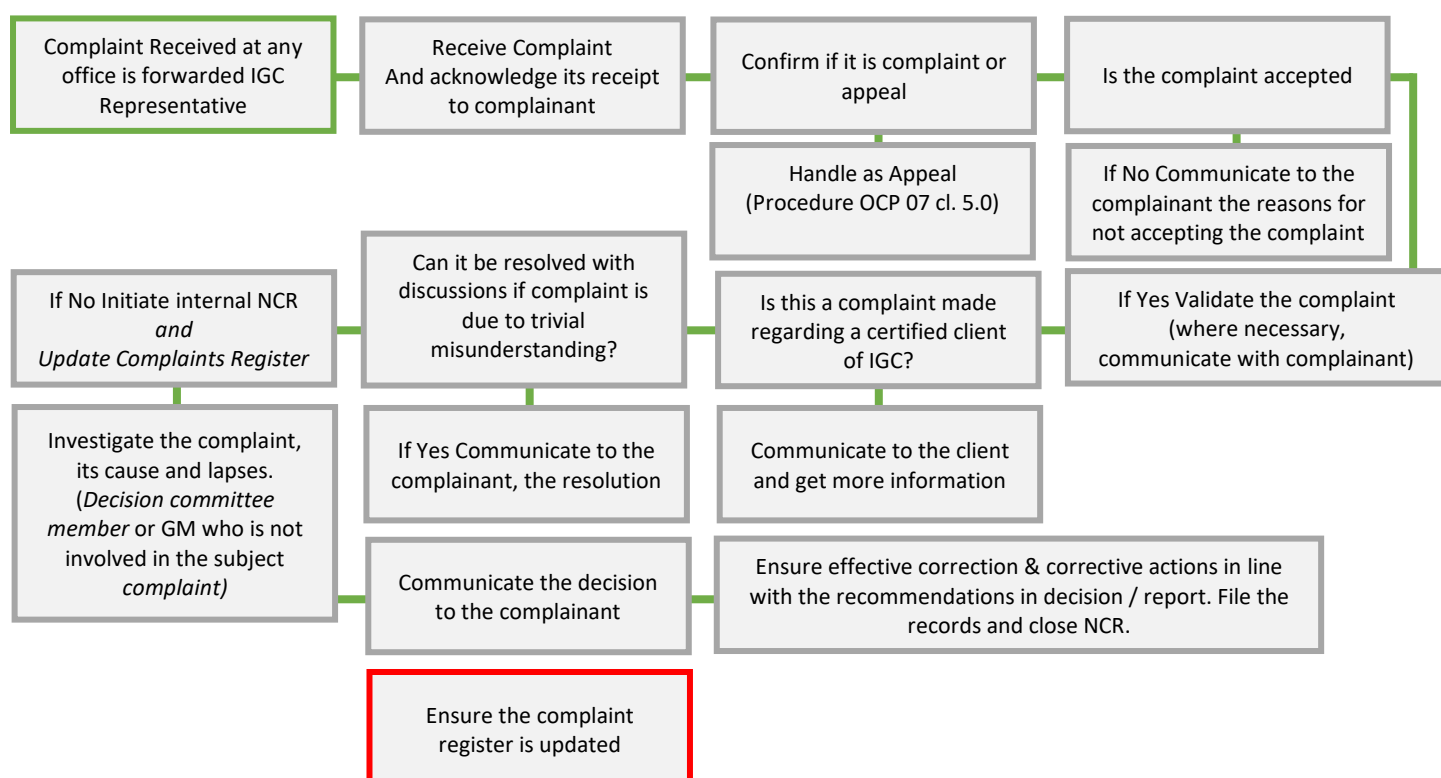 Complaint Received at any
office is forwarded IGC
Representative
Receive Complaint
And acknowledge its receipt
to complainant
Confirm if it is complaint or
appeal
Is the complaint accepted
Handle as Appeal
(Procedure OCP 07 cl. 5.0)
If No Communicate to the
complainant the reasons for
not accepting the complaint
If Yes Validate the complaint
(where necessary,
communicate with complainant)
Is this a complaint made
regarding a certified client
of IGC?
Can it be resolved with
discussions if complaint is
due to trivial
misunderstanding?
If No Initiate internal NCR
and
Update Complaints Register
Investigate the complaint,
its cause and lapses.
(Decision committee
member or GM who is not
involved in the subject
complaint)
If Yes Communicate to the
complainant, the resolution
Communicate to the client
and get more information
Communicate the decision
to the complainant
Ensure effective correction & corrective actions in line
with the recommendations in decision / report. File the
records and close NCR.
Ensure the complaint
register is updated